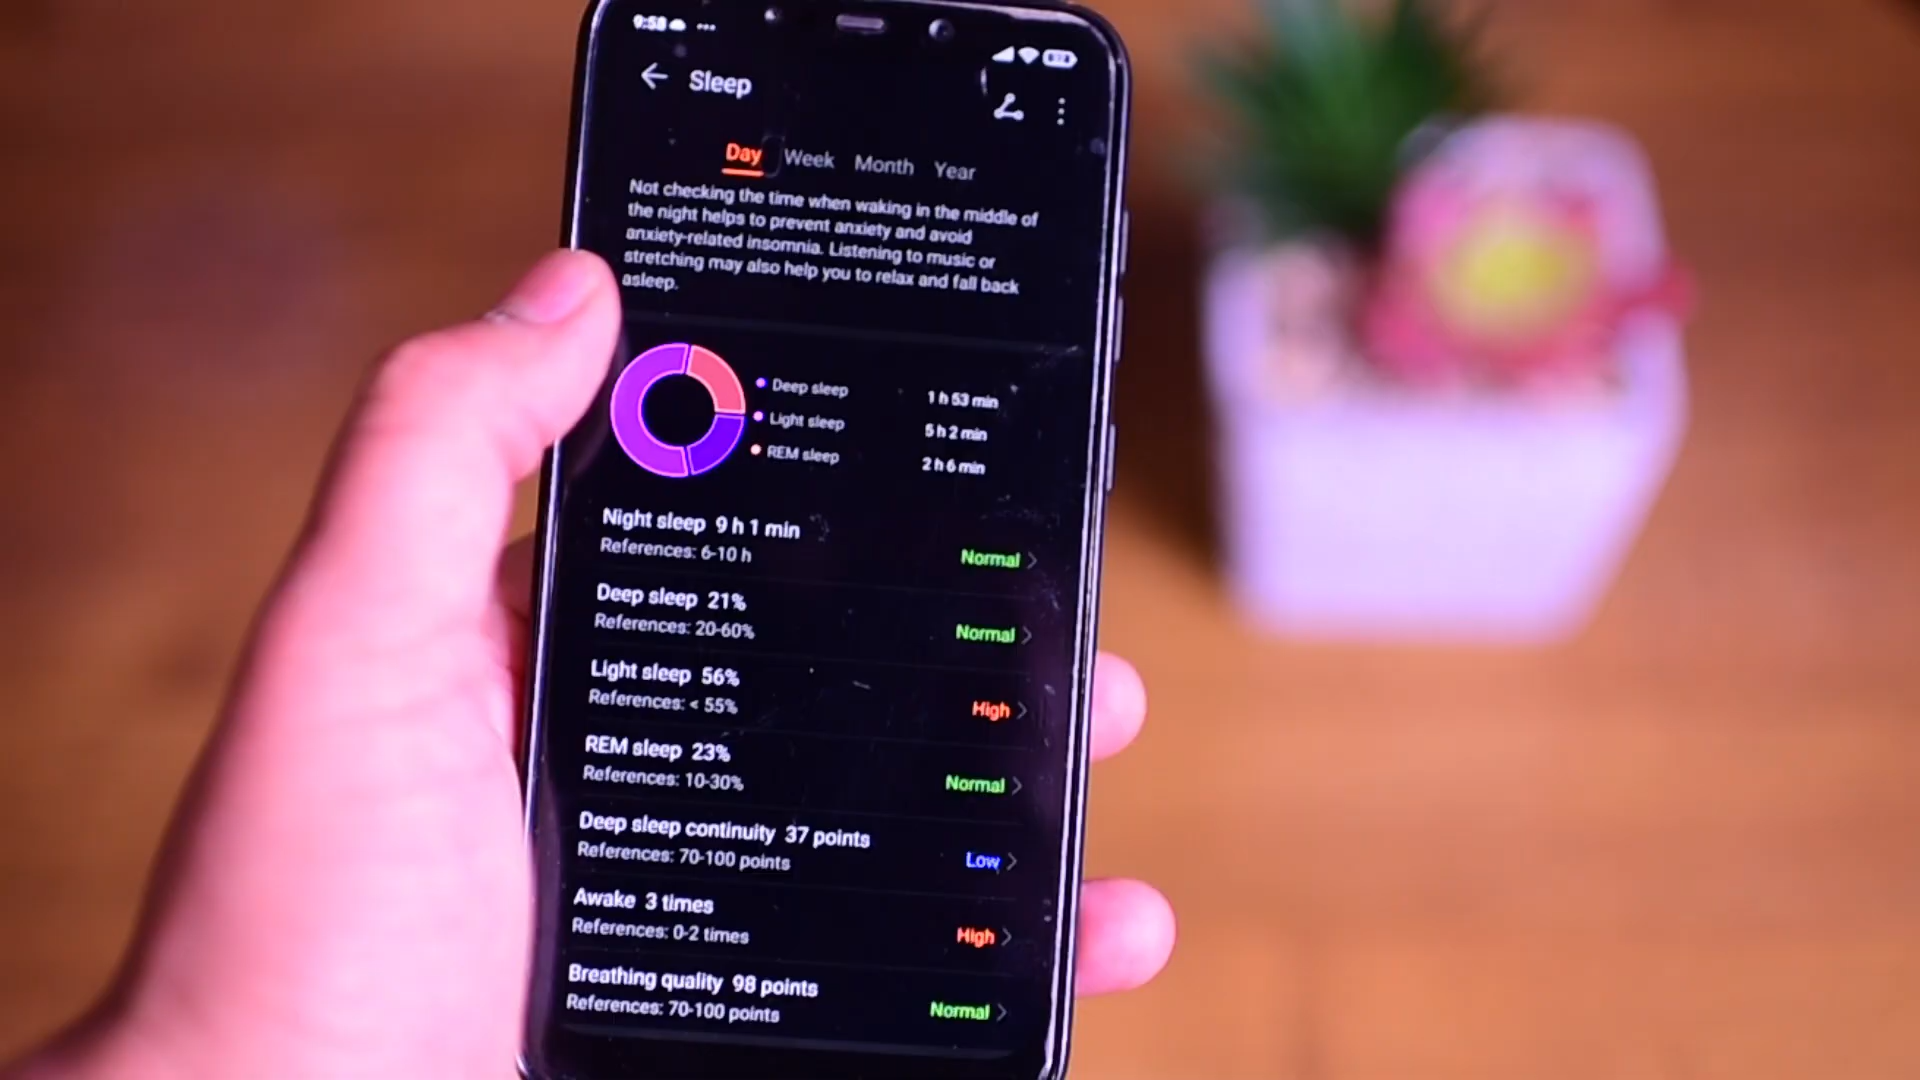 9:58 ...
Sleep
Day Week Month Year
Not checking the time when waking in the middle of
the night helps to prevent anxiety and avoid
anxiety-related insomnia. Listening to music or
stretching may also help you to relax and fall back
asleep.
Deep sleep 1 h 53 min
Light sleep 5 h 2 min
REM sleep 2 h 6 min
Night sleep 9 h 1 min
References: 6-10 h
Normal
Deep sleep 21%
References: 20-60%
Normal
Light sleep 56%
References: < 55%
High
REM sleep 23%
References: 10-30%
Normal
Deep sleep continuity 37 points
References: 70-100 points
Low
Awake 3 times
References: 0-2 times
High
Breathing quality 98 points
References: 70-100 points
Normal